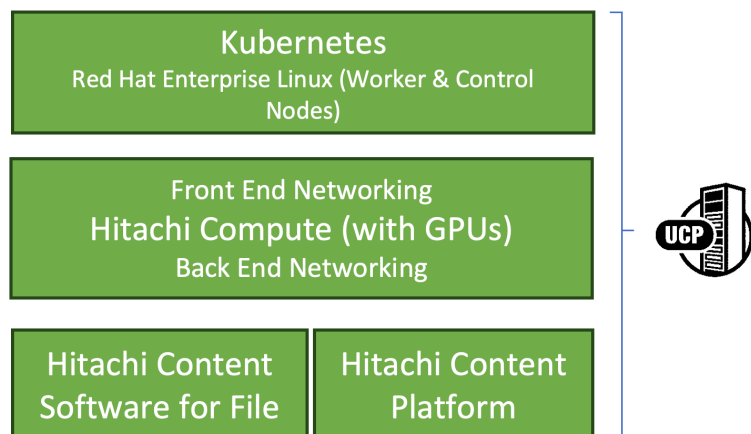 Kubernetes
Red Hat Enterprise Linux (Worker & Control
Nodes)
Front End Networking
Hitachi Compute (with GPUs)
Back End Networking
UCP
Hitachi Content
Software for File
Hitachi Content
Platform